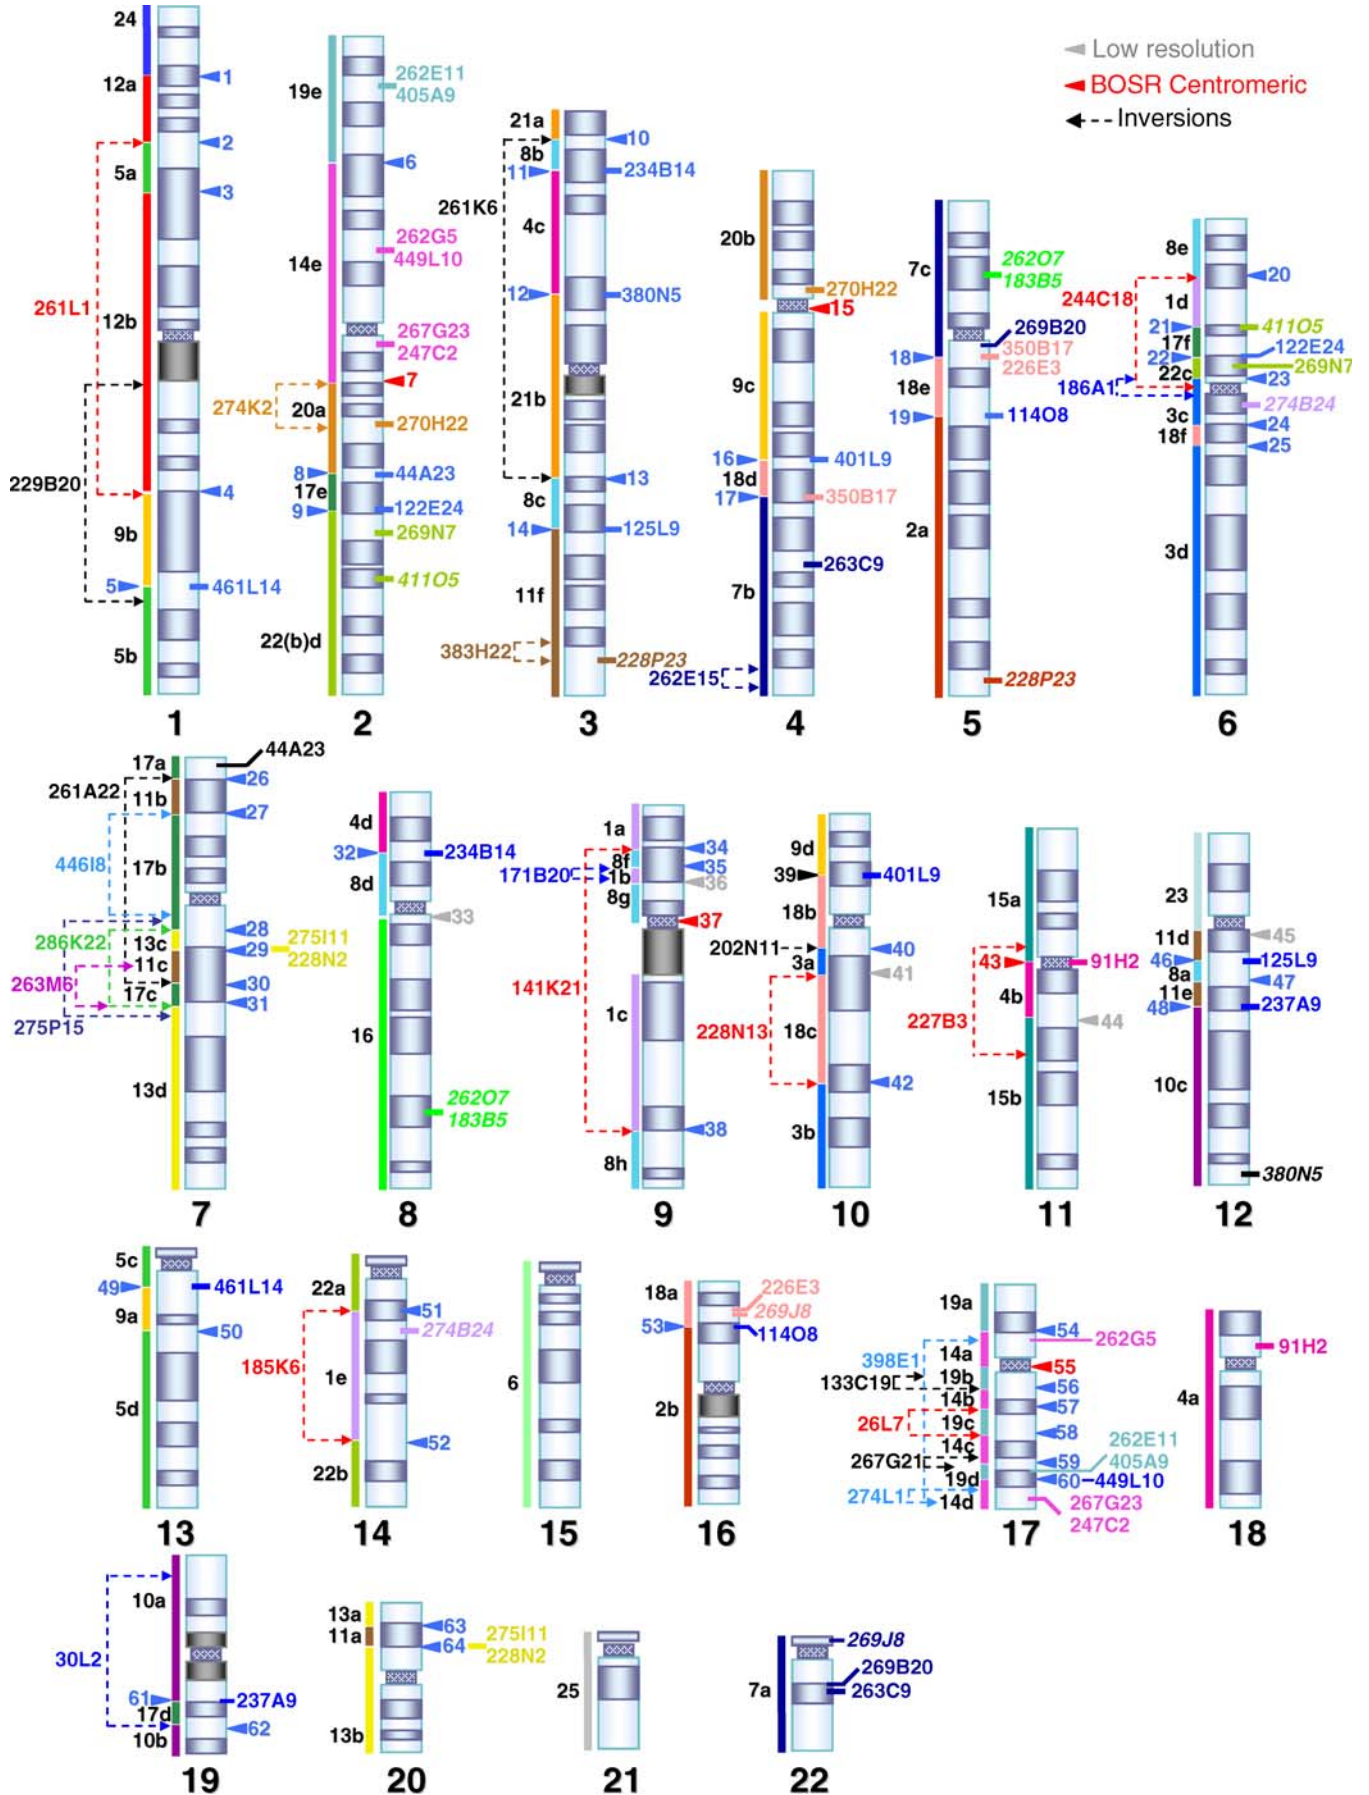 Low resolution
BOSR Centromeric
Inversions
24
12a
5a
12b
9b
5b
261L1
229B20
1
2
3
4
5
461L14
1
19e
14e
20a
17e
22(b)d
274K2
262E11
405A9
6
262G5
449L10
267G23
247C2
7
270H22
8
44A23
9
122E24
269N7
411O5
2
21a
8b
4c
21b
8c
11f
261K6
383H22
10
11
234B14
12
380N5
13
14
125L9
228P23
3
20b
9c
18d
7b
262E15
270H22
15
16
401L9
17
350B17
263C9
4
7c
18e
2a
262O7
183B5
269B20
350B17
226E3
18
19
114O8
228P23
5
8e
1d
17f
22c
3c
18f
3d
244C18
186A1
20
21
411O5
22
122E24
269N7
23
274B24
24
25
6
17a
11b
17b
13c
11c
17c
13d
261A22
446I8
286K22
263M6
275P15
44A23
26
27
28
29
275I11
228N2
30
31
7
4d
8d
16
32
234B14
33
262O7
183B5
8
1a
8f
1b
8g
1c
8h
171B20
141K21
34
35
36
37
38
9
9d
39
18b
3a
18c
3b
202N11
228N13
401L9
40
41
42
10
15a
4b
15b
43
227B3
91H2
44
11
23
11d
8a
11e
10c
45
46
125L9
47
48
237A9
380N5
12
5c
9a
5d
49
461L14
50
13
22a
1e
22b
185K6
51
274B24
52
14
6
15
18a
2b
53
226E3
269J8
114O8
16
19a
14a
19b
14b
19c
14c
19d
14d
398E1
133C19
26L7
267G21
274L1
54
262G5
55
56
57
58
262E11
405A9
59
60
449L10
267G23
247C2
17
4a
91H2
18
10a
17d
10b
30L2
61
237A9
62
19
13a
11a
13b
63
64
275I11
228N2
20
25
21
7a
269J8
269B20
263C9
22